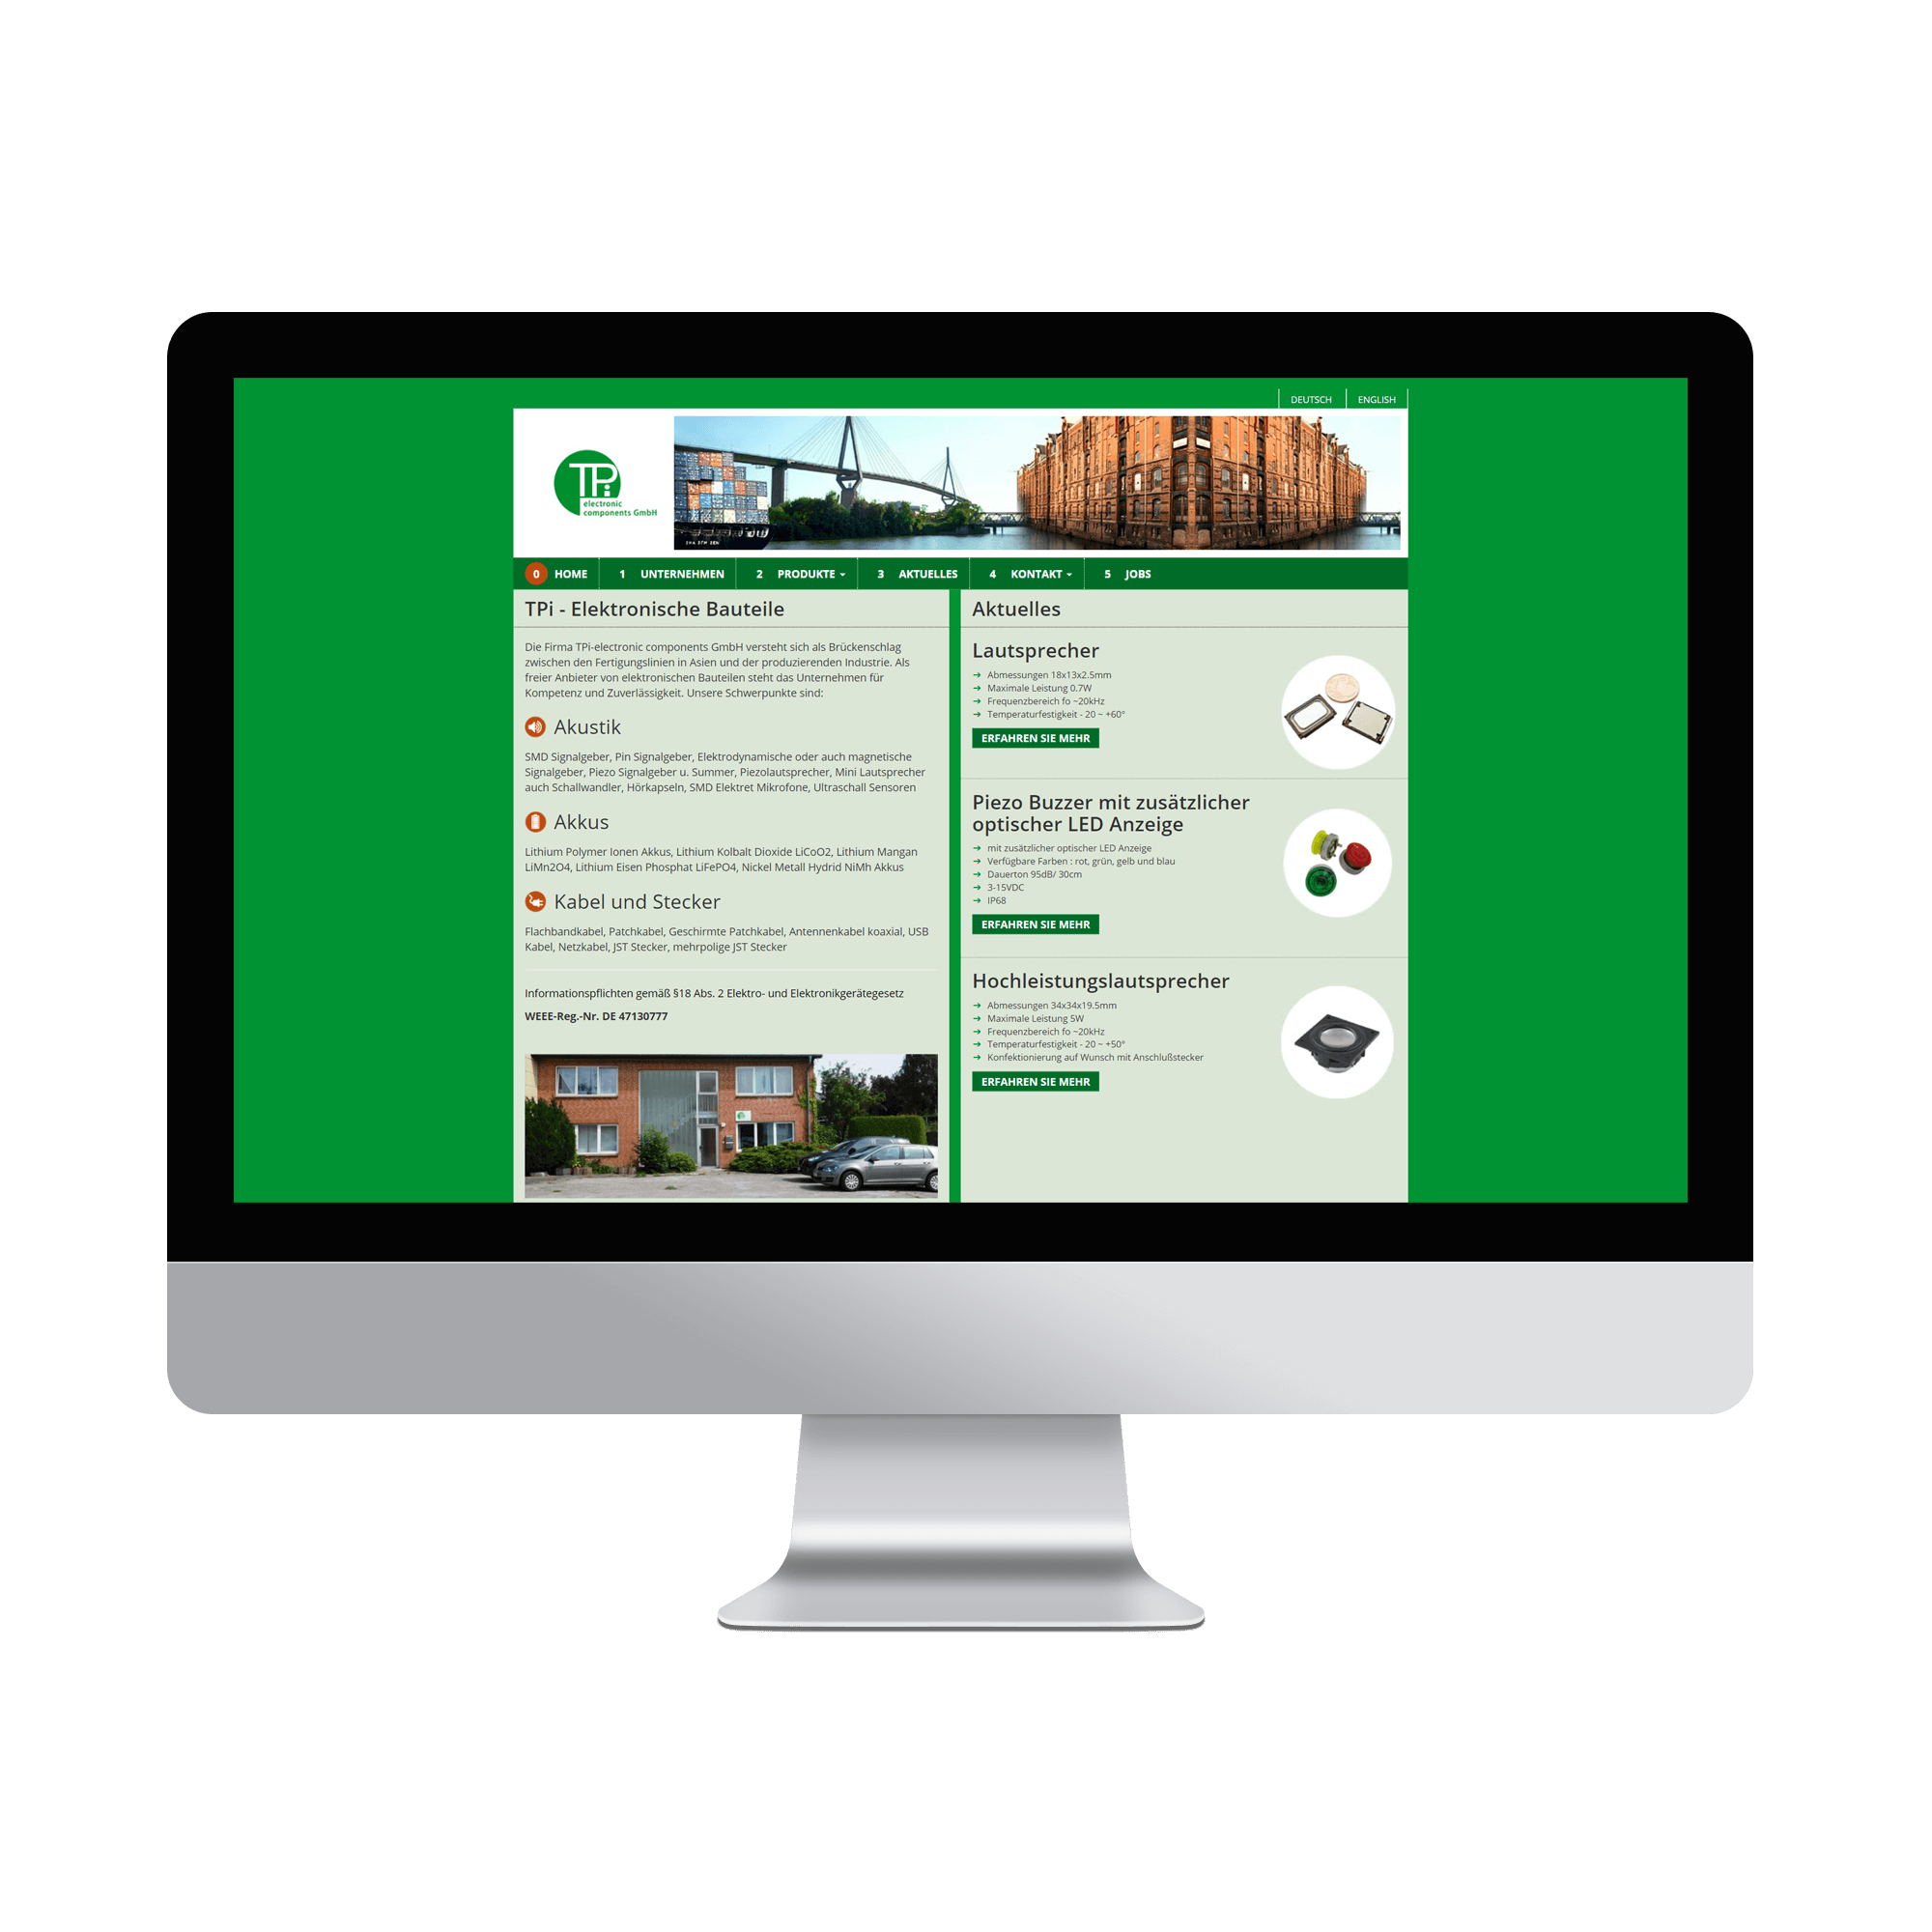 DEUTSCH
ENGLISH
TPi
electronic
components GmbH
0 HOME 1 UNTERNEHMEN 2 PRODUKTE 3 AKTUELLES 4 KONTAKT 5 JOBS
TPi - Elektronische Bauteile
Die Firma TPi-electronic components GmbH versteht sich als Brückenschlag
zwischen den Fertigungslinien in Asien und der produzierenden Industrie. Als
freier Anbieter von elektronischen Bauteilen steht das Unternehmen für
Kompetenz und Zuverlässigkeit. Unsere Schwerpunkte sind:
Akustik
SMD Signalgeber, Pin Signalgeber, Elektrodynamische oder auch magnetische
Signalgeber, Piezo Signalgeber u. Summer, Piezolautsprecher, Mini Lautsprecher
auch Schallwandler, Hörkapseln, SMD Elektret Mikrofone, Ultraschall Sensoren
Akkus
Lithium Polymer Ionen Akkus, Lithium Kolbalt Dioxide LiCoO2, Lithium Mangan
LiMn2O4, Lithium Eisen Phosphat LiFePO4, Nickel Metall Hydrid NiMh Akkus
Kabel und Stecker
Flachbandkabel, Patchkabel, Geschirmte Patchkabel, Antennenkabel koaxial, USB
Kabel, Netzkabel, JST Stecker, mehrpolige JST Stecker
Informationspflichten gemäß §18 Abs. 2 Elektro- und Elektronikgerätegesetz
WEEE-Reg.-Nr. DE 47130777
Aktuelles
Lautsprecher
Abmessungen 18x13x2.5mm
Maximale Leistung 0.7W
Frequenzbereich fo ~20kHz
Temperaturfestigkeit - 20 ~ +60°
ERFAHREN SIE MEHR
Piezo Buzzer mit zusätzlicher
optischer LED Anzeige
mit zusätzlicher optischer LED Anzeige
Verfügbare Farben : rot, grün, gelb und blau
Dauerton 95dB/ 30cm
3-15VDC
IP68
ERFAHREN SIE MEHR
Hochleistungslautsprecher
Abmessungen 34x34x19.5mm
Maximale Leistung 5W
Frequenzbereich fo ~20kHz
Temperaturfestigkeit - 20 ~ +50°
Konfektionierung auf Wunsch mit Anschlußstecker
ERFAHREN SIE MEHR